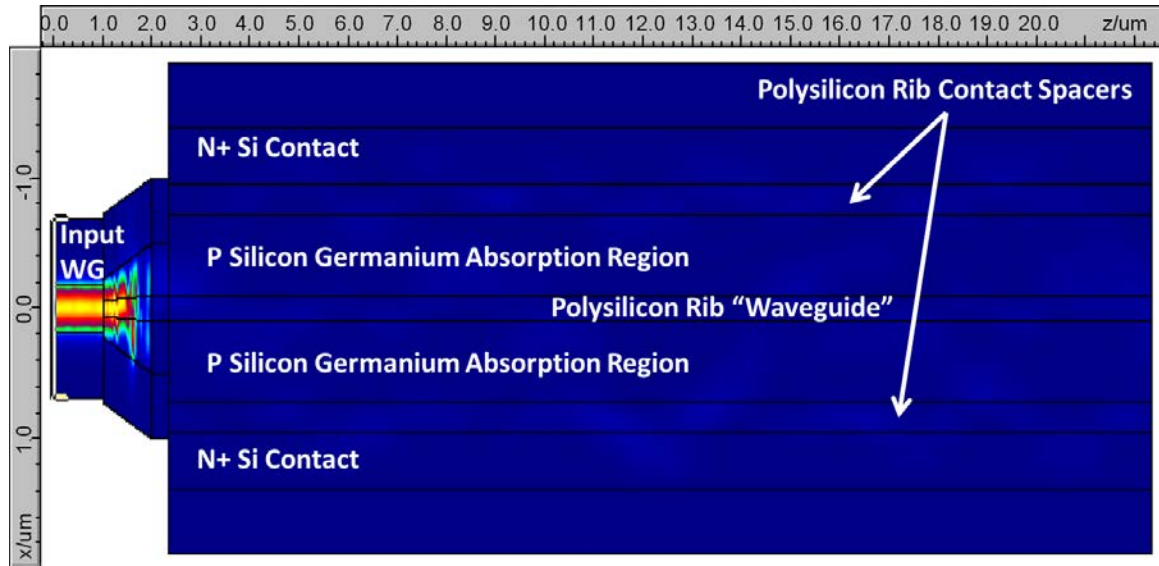 0.0 1.0 2.0 3.0 4.0 5.0 6.0 7.0 8.0 9.0 10.0 11.0 12.0 13.0 14.0 15.0 16.0 17.0 18.0 19.0 20.0 z/um
Polysilicon Rib Contact Spacers
N+ Si Contact
-1.0
Input
WG
P Silicon Germanium Absorption Region
0.0
Polysilicon Rib “Waveguide”
P Silicon Germanium Absorption Region
1.0
N+ Si Contact
x/um